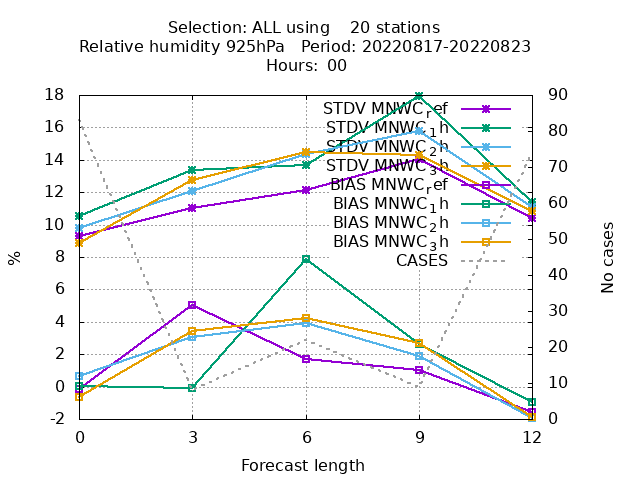 Selection: ALL using    20 stations
Relative humidity 925hPa   Period: 20220817-20220823
Hours: 00
18
16
14
12
10
8
6
4
2
0
-2
%
90
80
70
60
50
40
30
20
10
0
No cases
STDV MNWC_ref
STDV MNWC_1h
STDV MNWC_2h
STDV MNWC_3h
BIAS MNWC_ref
BIAS MNWC_1h
BIAS MNWC_2h
BIAS MNWC_3h
CASES
0 3 6 9 12
Forecast length